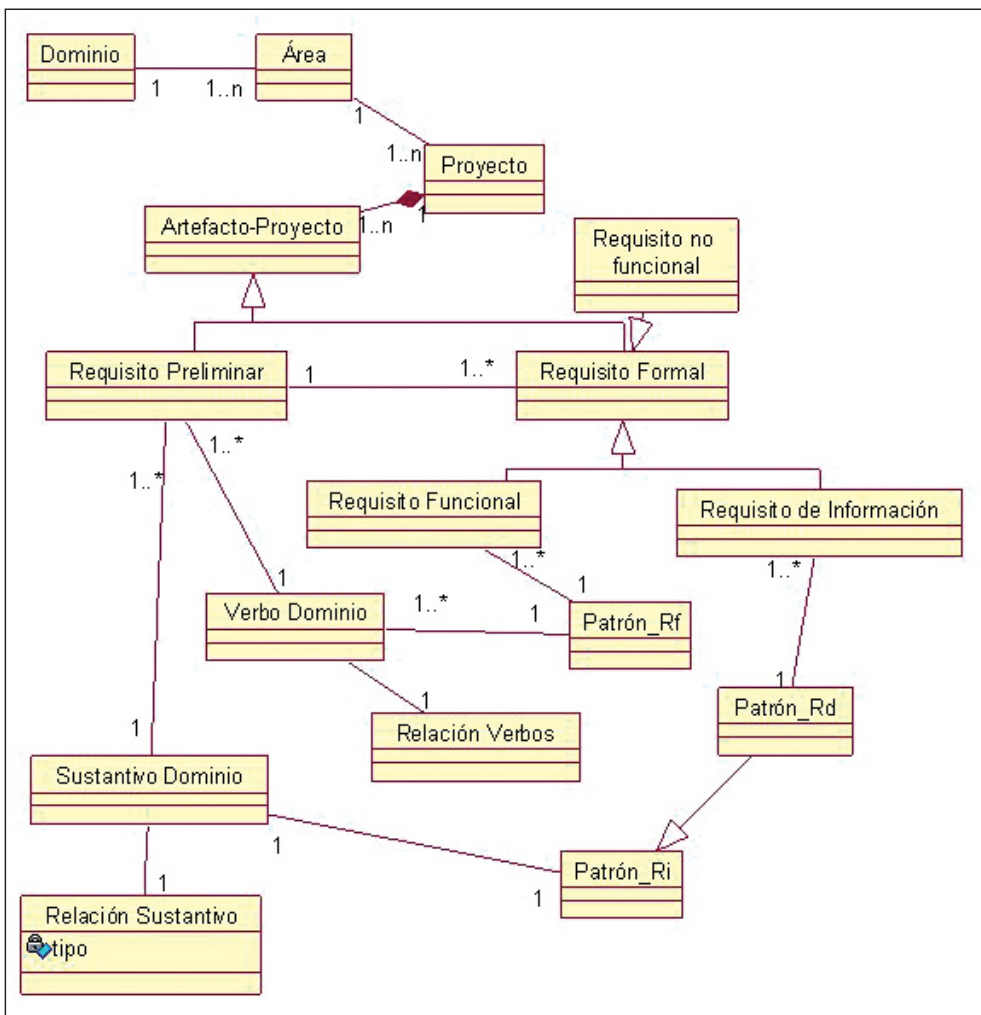 Dominio
Área
1
1..n
1
1..n
Proyecto
1
1..n
Artefacto-Proyecto
Requisito no
funcional
Requisito Preliminar
1
1..*
Requisito Formal
1..*
1..*
Requisito Funcional
Requisito de Información
1..*
1..*
1
1
Verbo Dominio
1..*
1
Patrón_Rf
1
1
Relación Verbos
Patrón_Rd
1
Sustantivo Dominio
1
Patrón_Ri
1
1
Relación Sustantivo
tipo